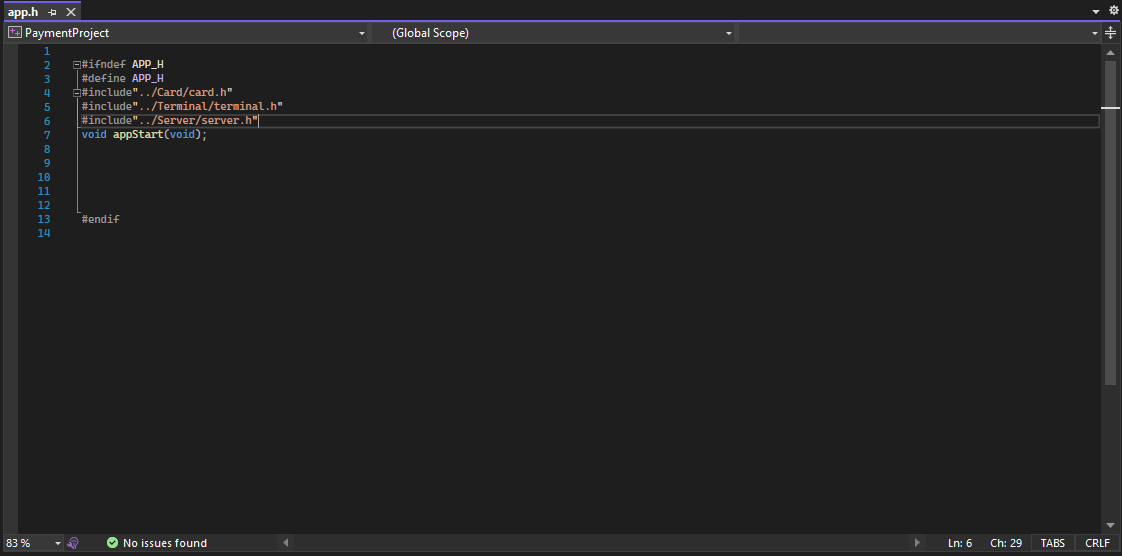 app.h
PaymentProject
(Global Scope)
1
2 #ifndef APP_H
3 #define APP_H
4 #include"../Card/card.h"
5 #include"../Terminal/terminal.h"
6 #include"../Server/server.h"
7 void appStart(void);
8
9
10
11
12
13 #endif
14
83 %
No issues found
Ln: 6
Ch: 29
TABS
CRLF